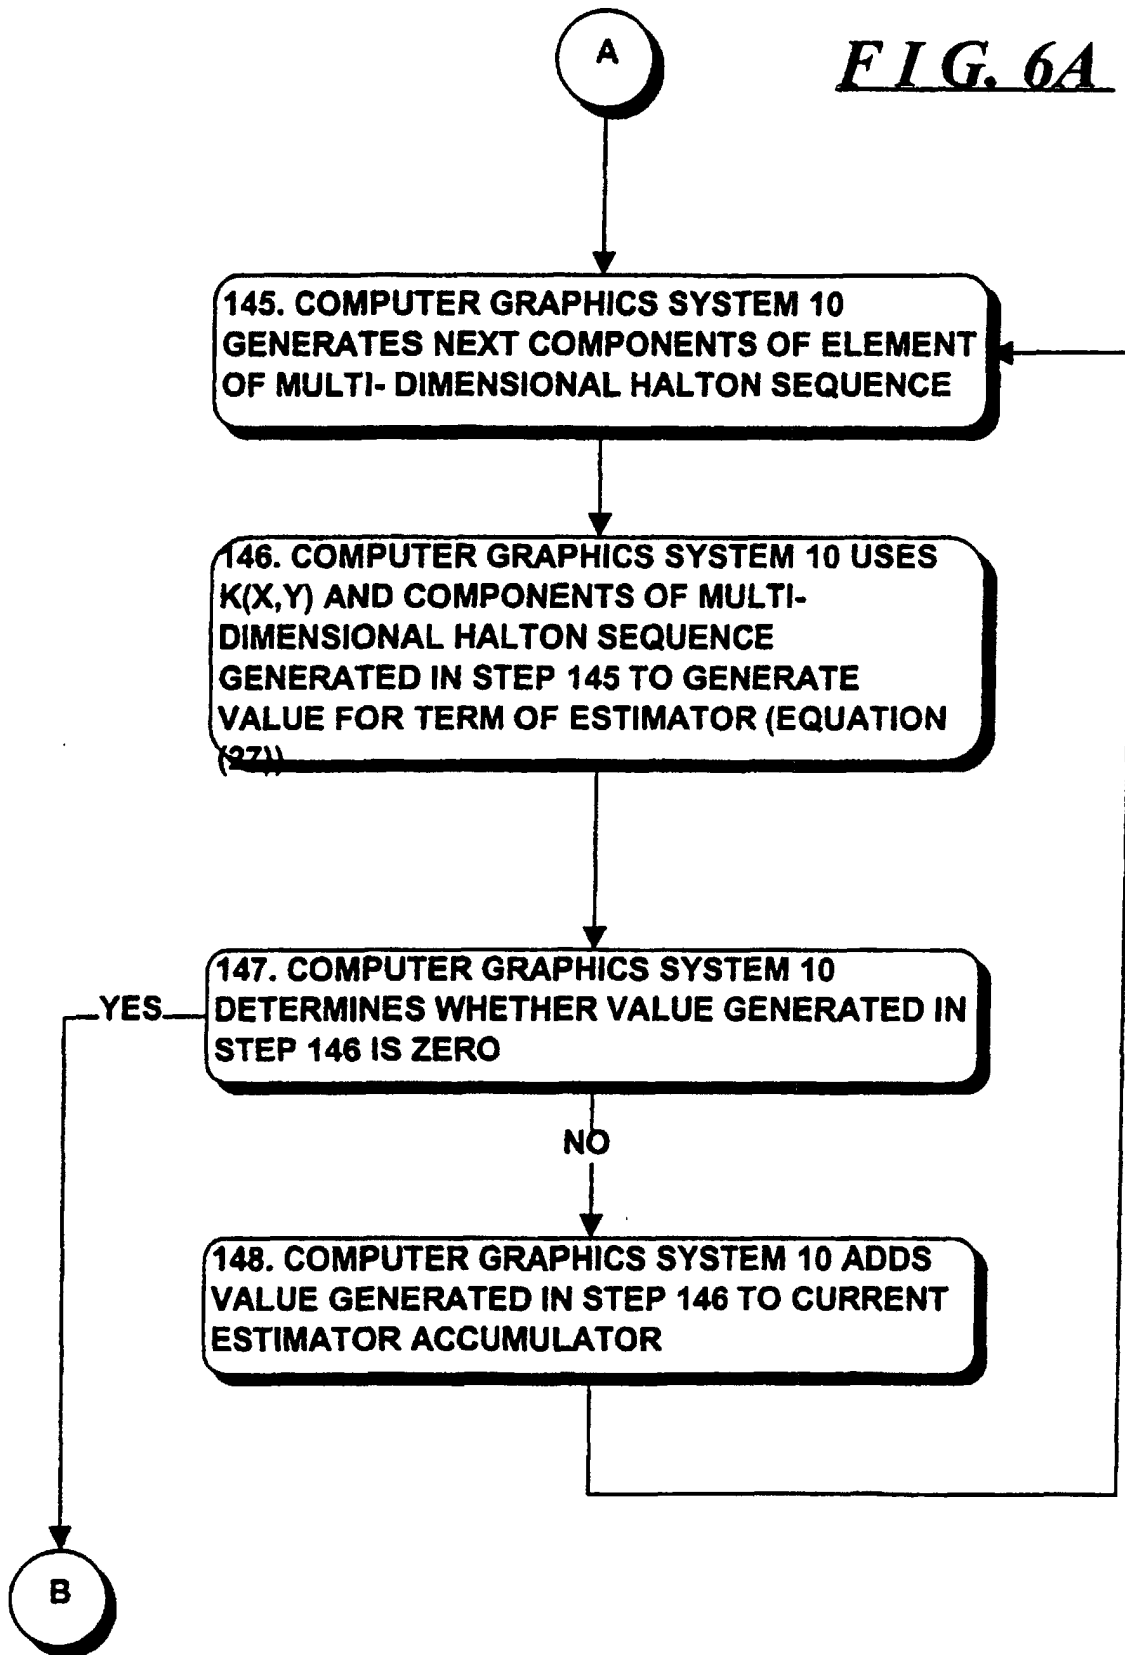 A
FIG. 6A
145. COMPUTER GRAPHICS SYSTEM 10
GENERATES NEXT COMPONENTS OF ELEMENT
OF MULTI- DIMENSIONAL HALTON SEQUENCE
146. COMPUTER GRAPHICS SYSTEM 10 USES
K(X,Y) AND COMPONENTS OF MULTI-
DIMENSIONAL HALTON SEQUENCE
GENERATED IN STEP 145 TO GENERATE
VALUE FOR TERM OF ESTIMATOR (EQUATION
(27))
147. COMPUTER GRAPHICS SYSTEM 10
DETERMINES WHETHER VALUE GENERATED IN
STEP 146 IS ZERO
YES
NO
148. COMPUTER GRAPHICS SYSTEM 10 ADDS
VALUE GENERATED IN STEP 146 TO CURRENT
ESTIMATOR ACCUMULATOR
B